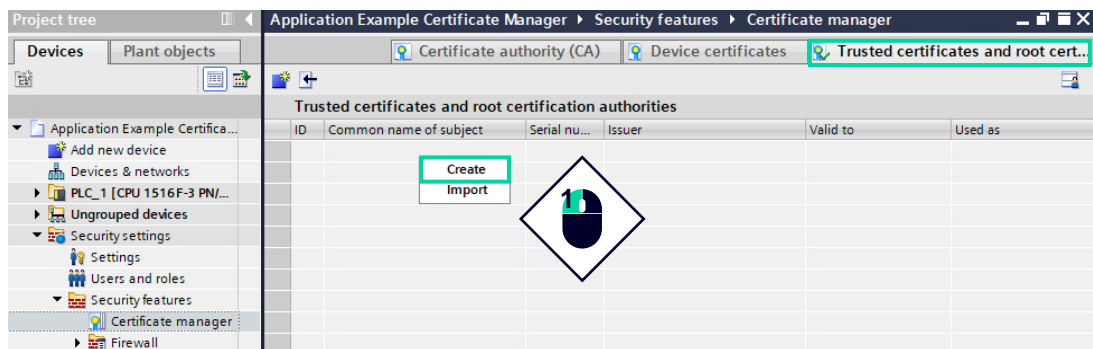 Project tree
Application Example Certificate Manager ▸ Security features ▸ Certificate manager
Devices
Plant objects
Certificate authority (CA)
Device certificates
Trusted certificates and root cert...
Trusted certificates and root certification authorities
ID
Common name of subject
Serial nu...
Issuer
Valid to
Used as
Application Example Certifica...
Add new device
Devices & networks
PLC_1 [CPU 1516F-3 PN/...
Ungrouped devices
Security settings
Settings
Users and roles
Security features
Certificate manager
Firewall
Create
Import
1